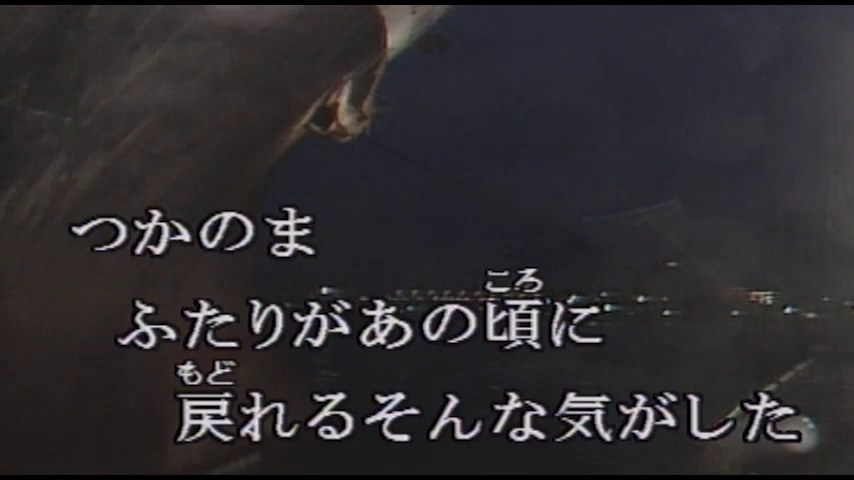 つかのま
ころ
ふたりがあの頃に
もど
戻れるそんな気がした